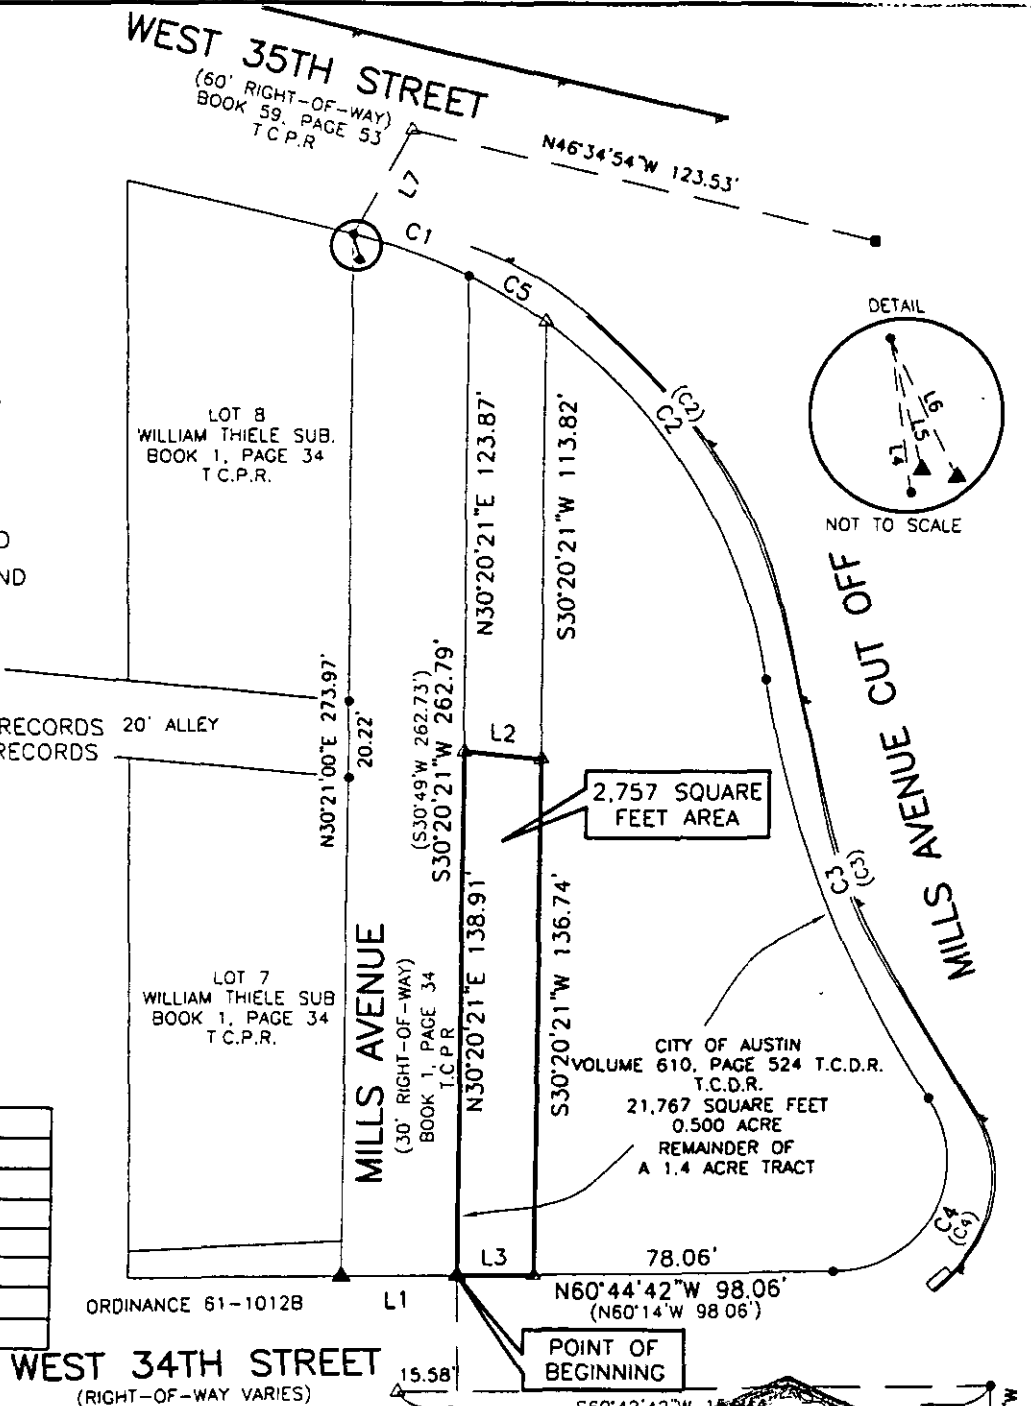 WEST 35TH STREET
(60' RIGHT-OF-WAY)
BOOK 59, PAGE 53
T C P.R
N46°34'54"W 123.53'
L7
C1
C5
DETAIL
L6
L5
L4
NOT TO SCALE
(C2)
C2
LOT 8
WILLIAM THIELE SUB.
BOOK 1, PAGE 34
T C.P.R.
N30°20'21"E 123.87'
S30°20'21"W 113.82'
MILLS AVENUE CUT OFF
ND
RECORDS
RECORDS
20' ALLEY
N30°21'00"E 273.97'
20.22'
(S30°49'W 262.73')
S30°20'21"W 262.79'
L2
2,757 SQUARE
FEET AREA
C3
(C3)
LOT 7
WILLIAM THIELE SUB
BOOK 1, PAGE 34
T C.P.R.
MILLS AVENUE
(30' RIGHT-OF-WAY)
BOOK 1, PAGE 34
T.C P R
N30°20'21"E 138.91'
S30°20'21"W 136.74'
CITY OF AUSTIN
VOLUME 610, PAGE 524 T.C.D.R.
T.C.D.R.
21,767 SQUARE FEET
0.500 ACRE
REMAINDER OF
A 1.4 ACRE TRACT
C4
(C4)
L3
78.06'
ORDINANCE 61-1012B
L1
N60°44'42"W 98.06'
(N60°14'W 98 06')
POINT OF
BEGINNING
WEST 34TH STREET
(RIGHT-OF-WAY VARIES)
15.58'